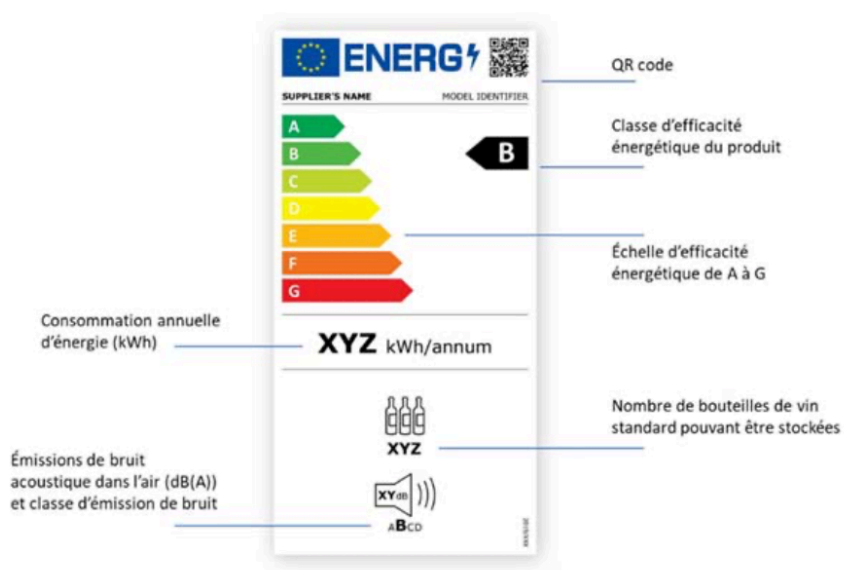 ENERG
QR code
SUPPLIER'S NAME
MODEL IDENTIFIER
A
B
C
D
E
F
G
B
Classe d'efficacité
énergétique du produit
Échelle d'efficacité
énergétique de A à G
Consommation annuelle
d'énergie (kWh)
XYZ kWh/annum
Nombre de bouteilles de vin
standard pouvant être stockées
XYZ
Émissions de bruit
acoustique dans l'air (dB(A))
et classe d'émission de bruit
XYdB
ABCD